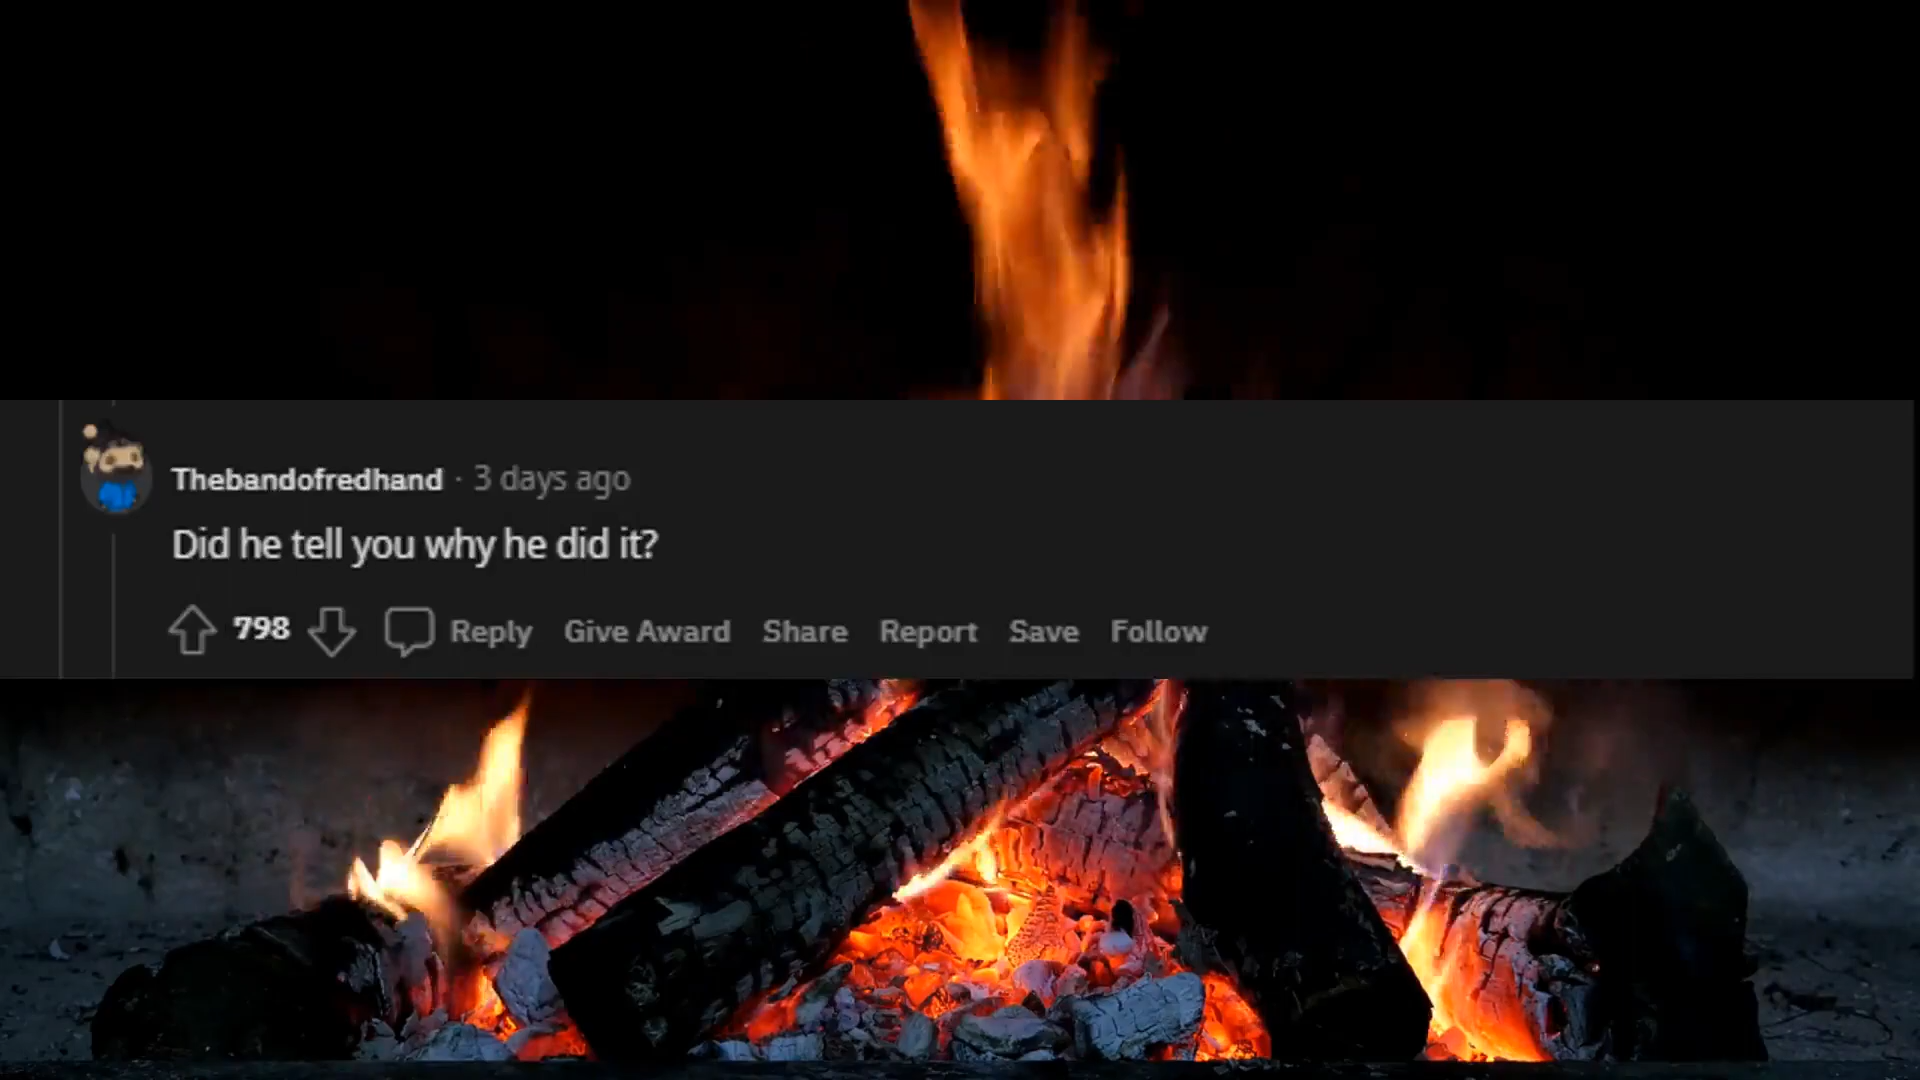 Thebandofredhand · 3 days ago
Did he tell you why he did it?
798 Reply Give Award Share Report Save Follow